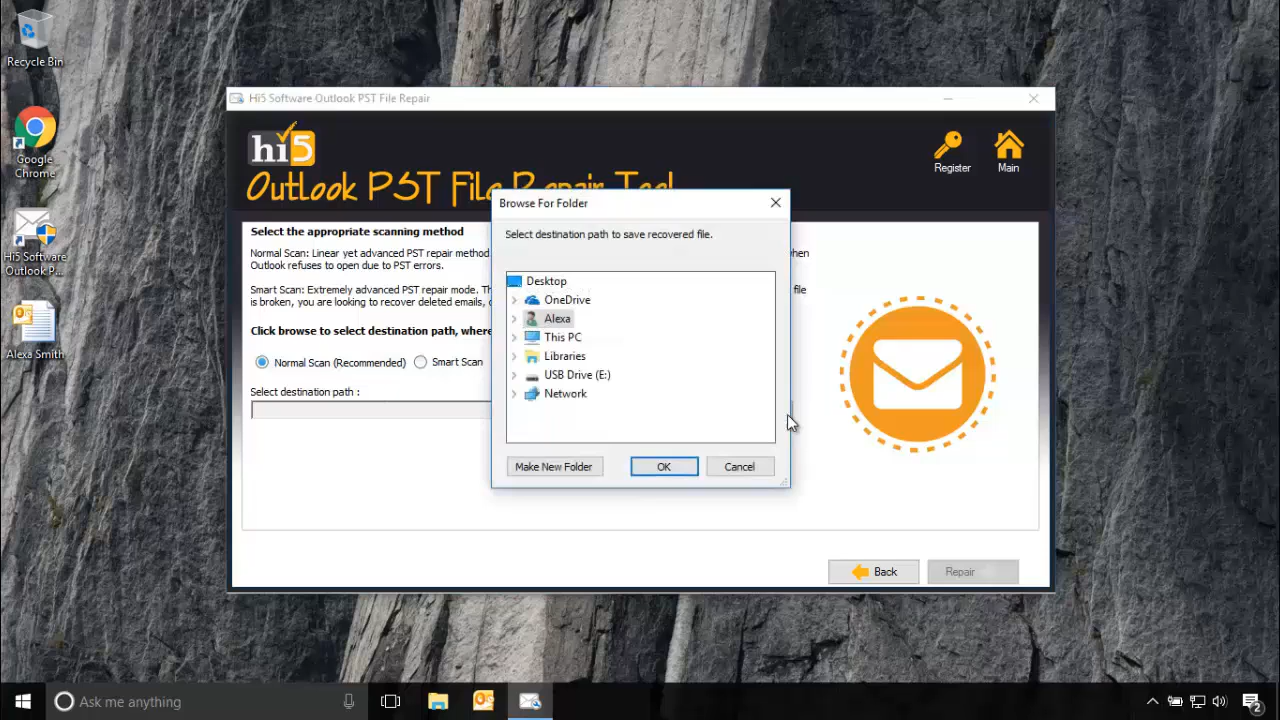 Recycle Bin
Google
Chrome
Hi5 Software
Outlook P...
Alexa Smith
Hi5 Software Outlook PST File Repair
hi5
Outlook PST File Repair Tool
Register
Main
Select the appropriate scanning method
Normal Scan: Linear yet advanced PST repair method
when
Outlook refuses to open due to PST errors.
Smart Scan: Extremely advanced PST repair mode.
file
is broken, you are looking to recover deleted emails,
Click browse to select destination path,
Normal Scan (Recommended)
Smart Scan
Select destination path :
Browse For Folder
Select destination path to save recovered file.
Desktop
OneDrive
Alexa
This PC
Libraries
USB Drive (E:)
Network
Make New Folder
OK
Cancel
Back
Repair
Ask me anything
2